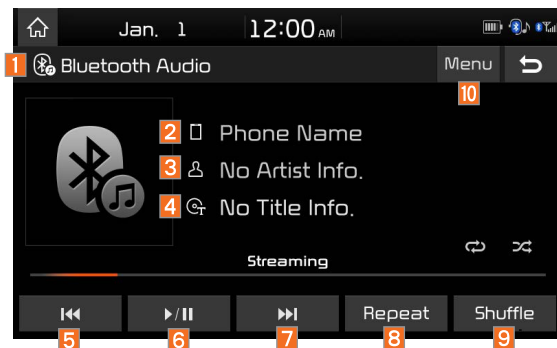 Jan. 1 12:00 AM
1 Bluetooth Audio Menu
10
2 Phone Name
3 No Artist Info.
4 No Title Info.
Streaming
Repeat Shuffle
5 6 7 8 9